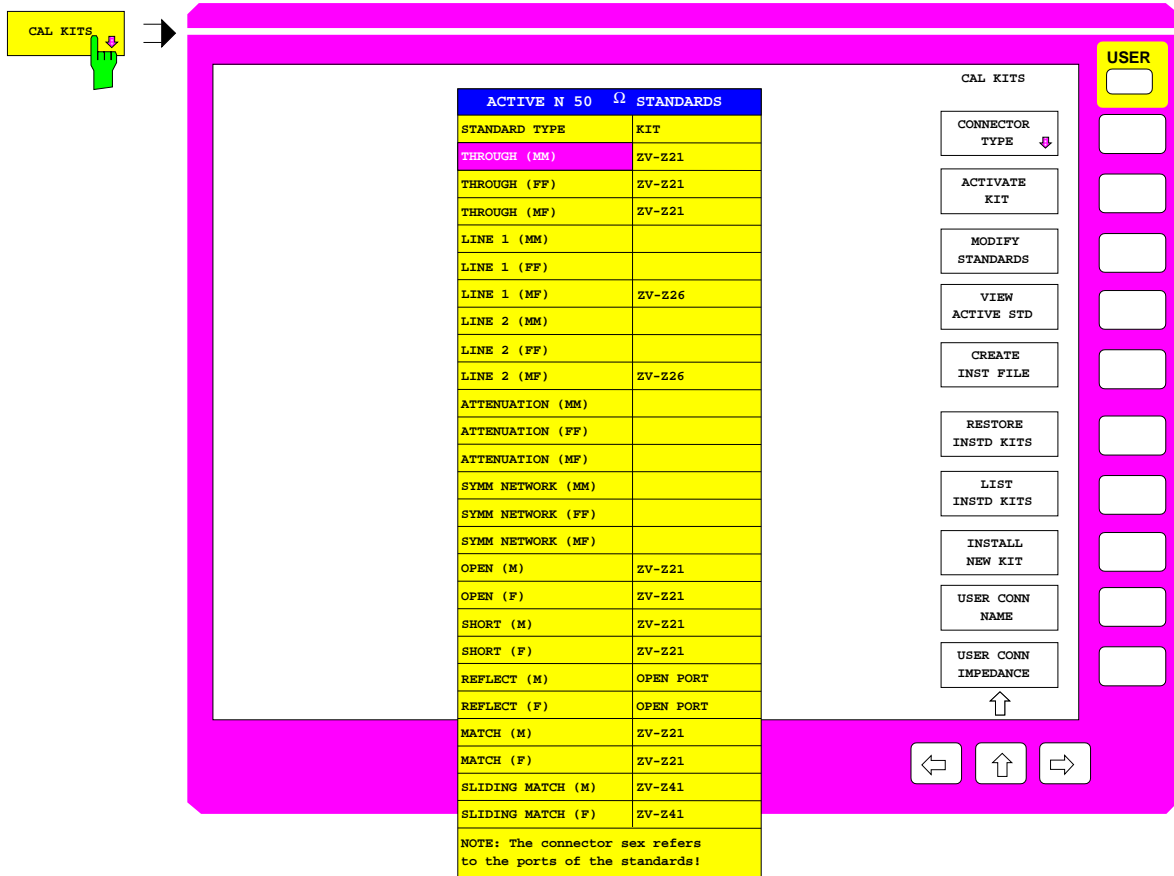 CAL KITS
USER
CAL KITS
ACTIVE N 50 Ω STANDARDS
STANDARD TYPE KIT
THROUGH (MM) ZV-Z21
THROUGH (FF) ZV-Z21
THROUGH (MF) ZV-Z21
LINE 1 (MM)
LINE 1 (FF)
LINE 1 (MF) ZV-Z26
LINE 2 (MM)
LINE 2 (FF)
LINE 2 (MF) ZV-Z26
ATTENUATION (MM)
ATTENUATION (FF)
ATTENUATION (MF)
SYMM NETWORK (MM)
SYMM NETWORK (FF)
SYMM NETWORK (MF)
OPEN (M) ZV-Z21
OPEN (F) ZV-Z21
SHORT (M) ZV-Z21
SHORT (F) ZV-Z21
REFLECT (M) OPEN PORT
REFLECT (F) OPEN PORT
MATCH (M) ZV-Z21
MATCH (F) ZV-Z21
SLIDING MATCH (M) ZV-Z41
SLIDING MATCH (F) ZV-Z41
NOTE: The connector sex refers
to the ports of the standards!
CONNECTOR
TYPE
ACTIVATE
KIT
MODIFY
STANDARDS
VIEW
ACTIVE STD
CREATE
INST FILE
RESTORE
INSTD KITS
LIST
INSTD KITS
INSTALL
NEW KIT
USER CONN
NAME
USER CONN
IMPEDANCE